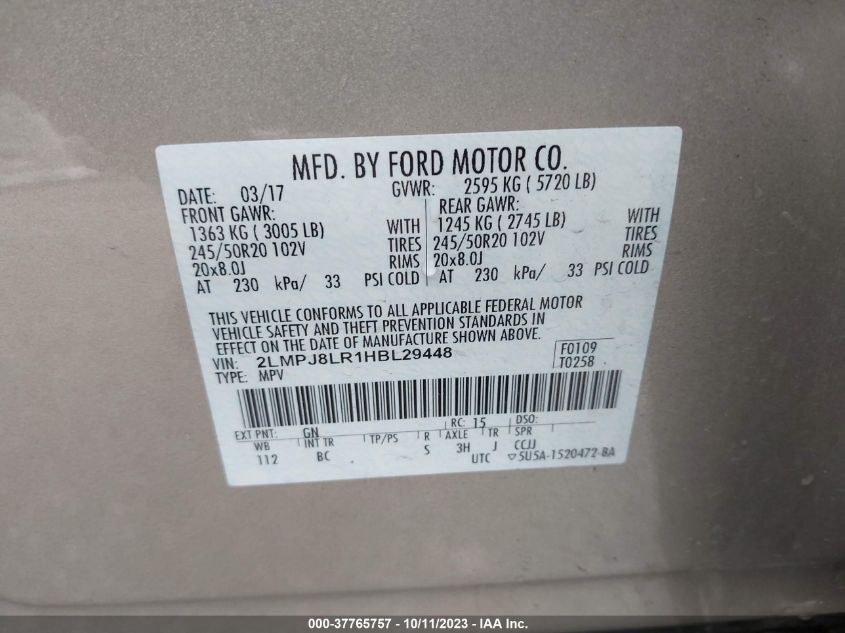 MFD. BY FORD MOTOR CO.
DATE: 03/17 GVWR: 2595 KG ( 5720 LB)
FRONT GAWR: REAR GAWR:
1363 KG ( 3005 LB) WITH 1245 KG ( 2745 LB) WITH
245/50R20 102V TIRES 245/50R20 102V TIRES
20x8.0J RIMS 20x8.0J RIMS
AT 230 kPa/ 33 PSI COLD AT 230 kPa/ 33 PSI COLD
THIS VEHICLE CONFORMS TO ALL APPLICABLE FEDERAL MOTOR
VEHICLE SAFETY AND THEFT PREVENTION STANDARDS IN
EFFECT ON THE DATE OF MANUFACTURE SHOWN ABOVE.
VIN: 2LMPJ8LR1HBL29448 F0109
TYPE: MPV T0258
EXT PNT: GN RC: 15 DSO:
WB INT TR TP/PS R AXLE TR SPR
112 BC S 3H J CCJJ
UTC ▽5U5A-1520472-BA
000-37765757 - 10/11/2023 - IAA Inc.